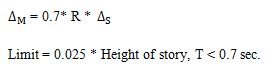 ΔM = 0.7* R * ΔS
Limit = 0.025 * Height of story, T < 0.7 sec.